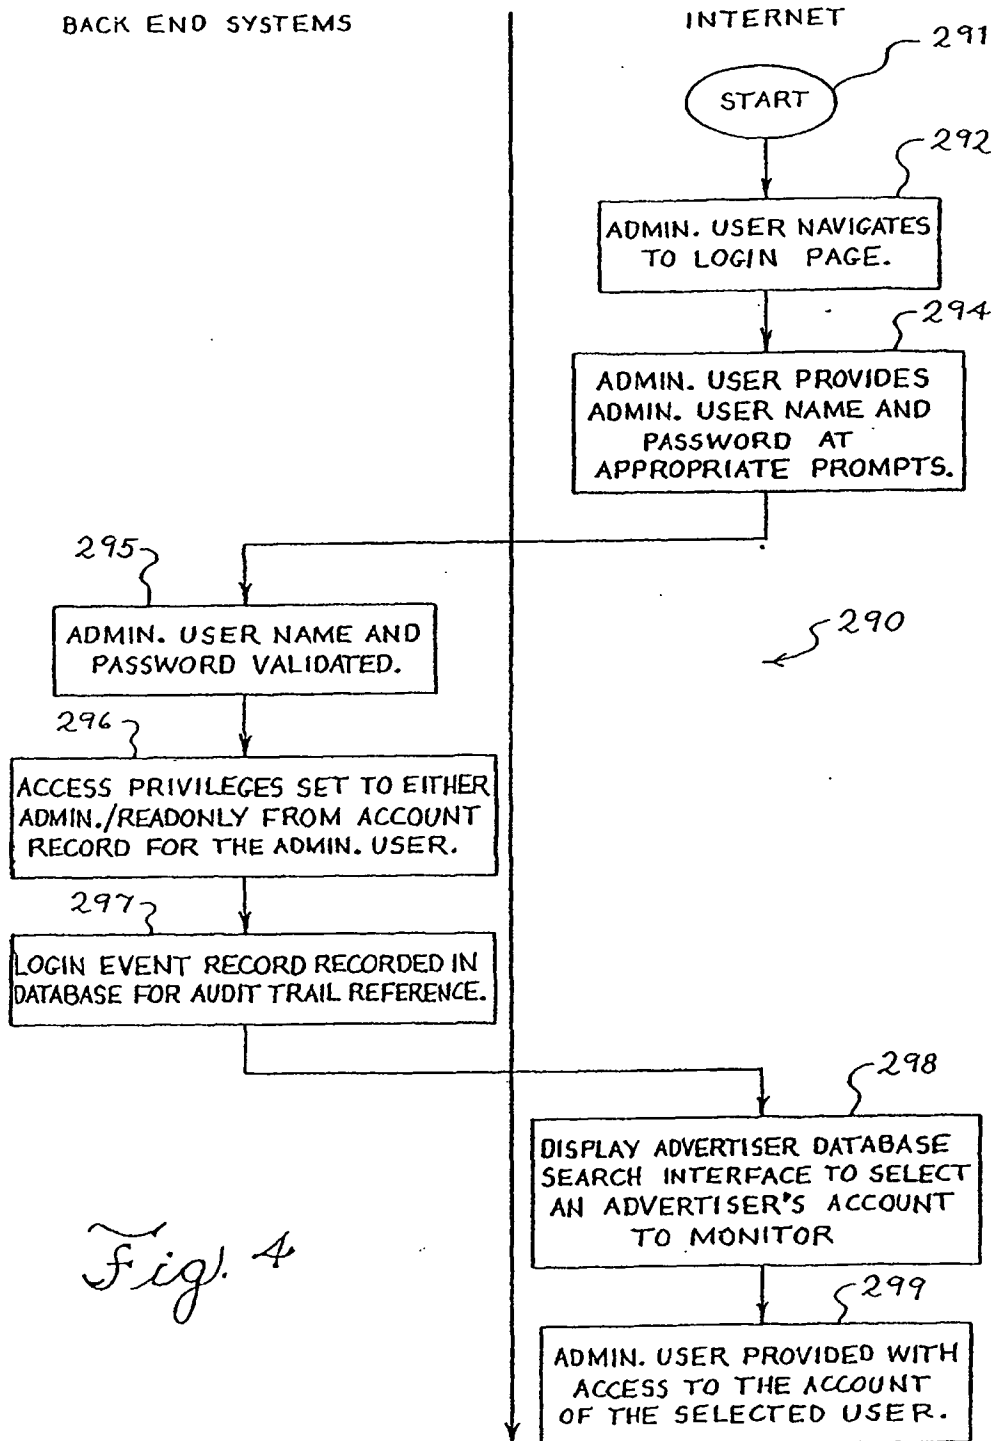 BACK END SYSTEMS
INTERNET
291
START
292
ADMIN. USER NAVIGATES
TO LOGIN PAGE.
294
ADMIN. USER PROVIDES
ADMIN. USER NAME AND
PASSWORD AT
APPROPRIATE PROMPTS.
295
ADMIN. USER NAME AND
PASSWORD VALIDATED.
290
296
ACCESS PRIVILEGES SET TO EITHER
ADMIN./READONLY FROM ACCOUNT
RECORD FOR THE ADMIN. USER.
297
LOGIN EVENT RECORD RECORDED IN
DATABASE FOR AUDIT TRAIL REFERENCE.
298
DISPLAY ADVERTISER DATABASE
SEARCH INTERFACE TO SELECT
AN ADVERTISER'S ACCOUNT
TO MONITOR
299
ADMIN. USER PROVIDED WITH
ACCESS TO THE ACCOUNT
OF THE SELECTED USER.
Fig. 4